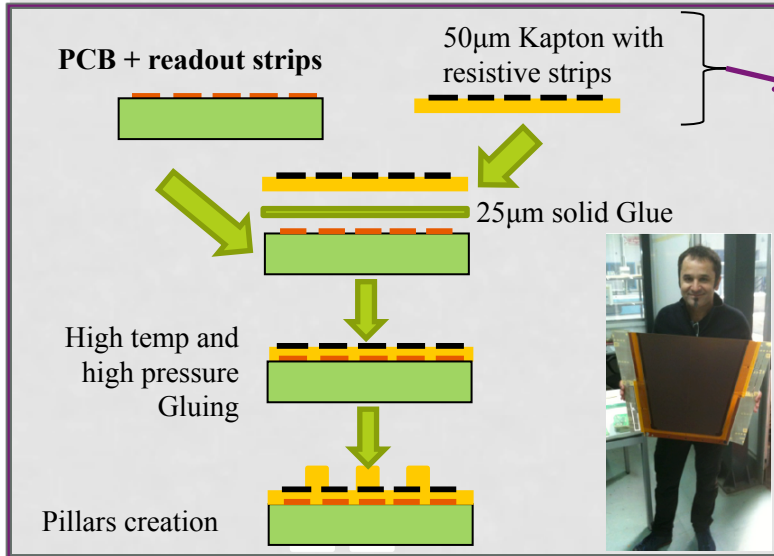 PCB + readout strips
50μm Kapton with
resistive strips
25μm solid Glue
High temp and
high pressure
Gluing
Pillars creation